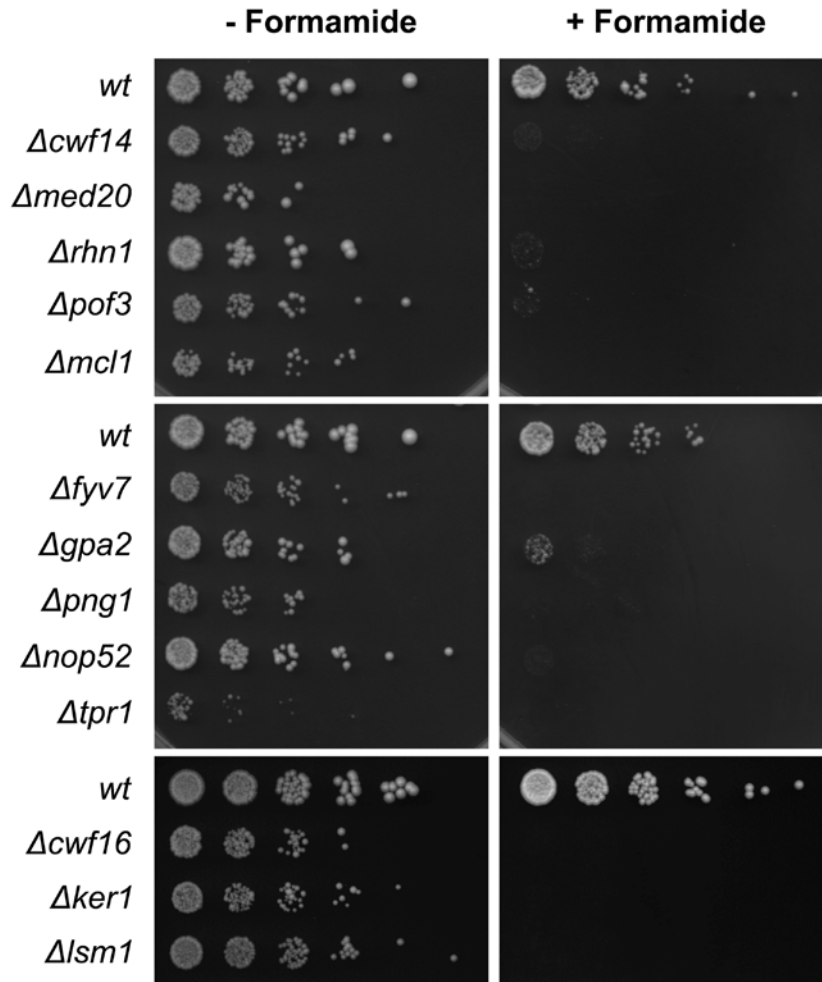 - Formamide + Formamide
wt
Δcwf14
Δmed20
Δrhn1
Δpof3
Δmcl1
wt
Δfyv7
Δgpa2
Δpng1
Δnop52
Δtpr1
wt
Δcwf16
Δker1
Δlsm1